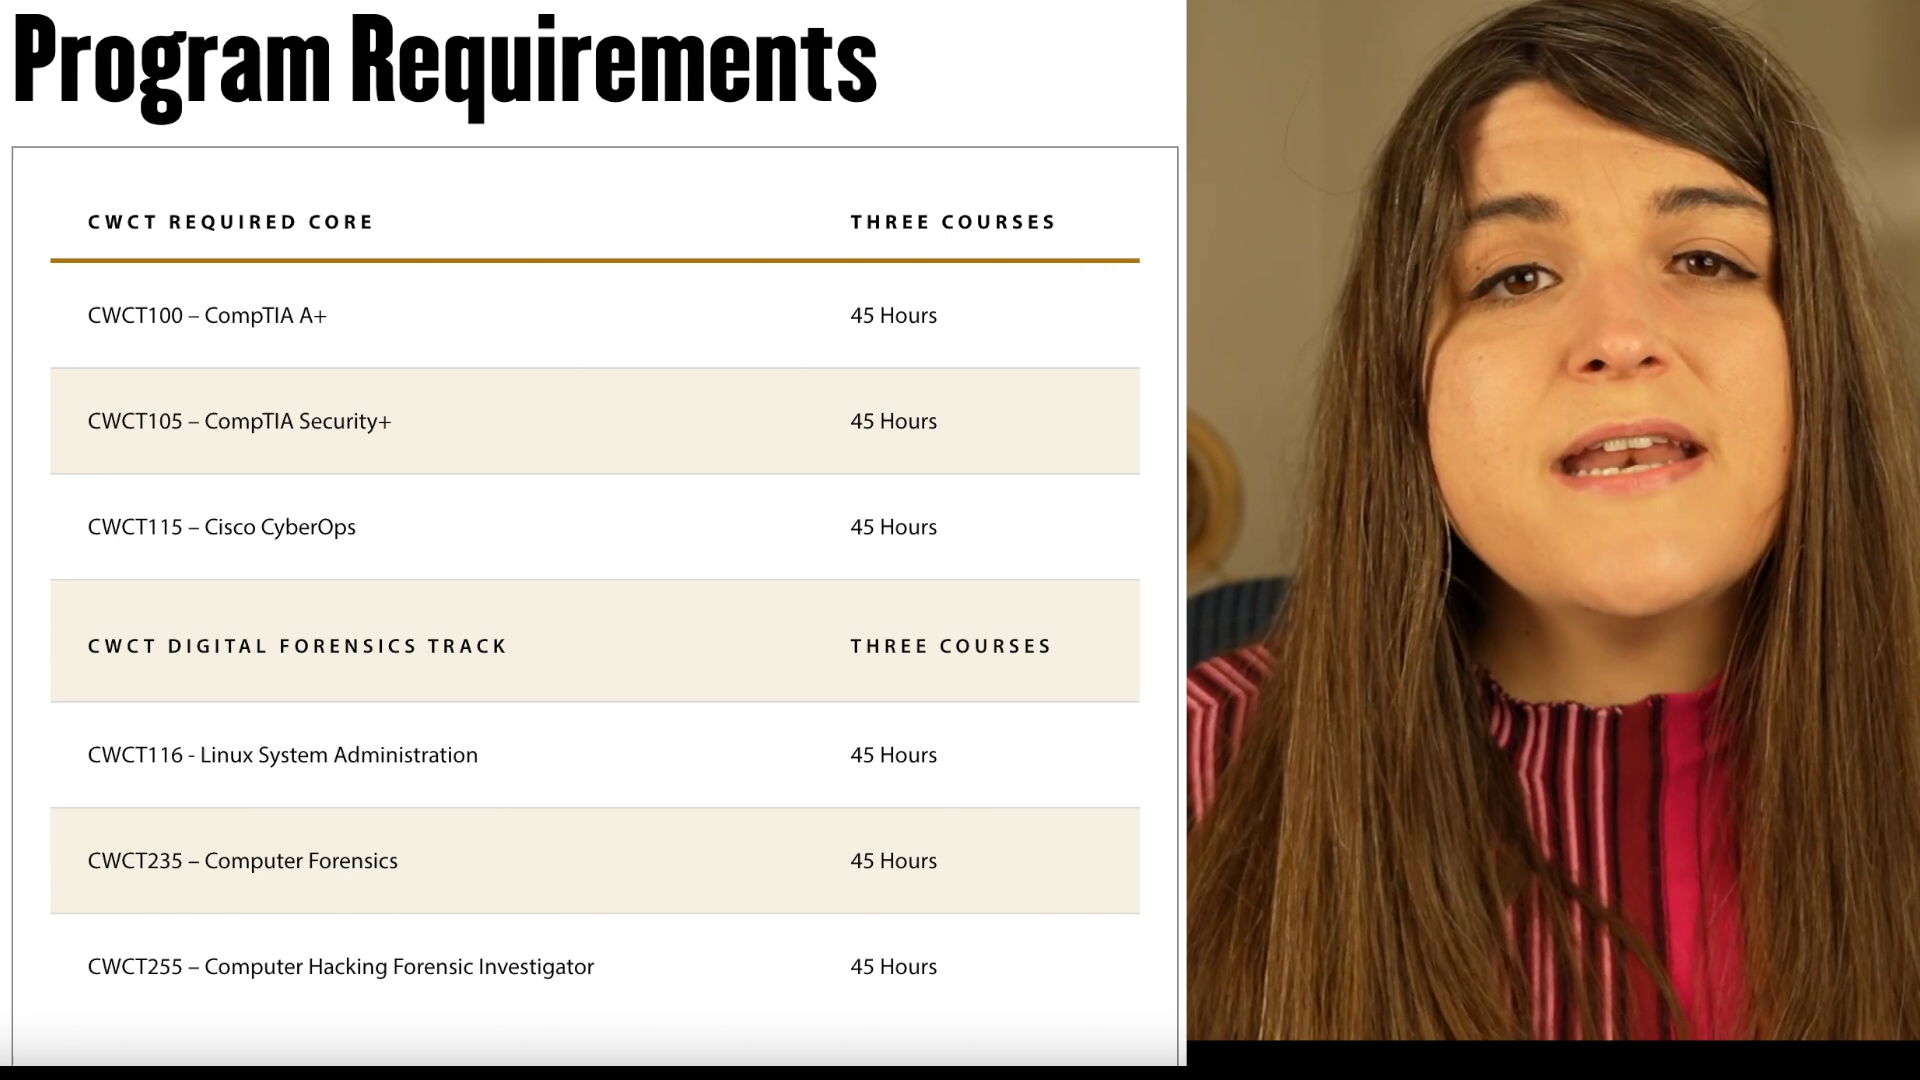 Program Requirements
CWCT REQUIRED CORE THREE COURSES
CWCT100 – CompTIA A+ 45 Hours
CWCT105 – CompTIA Security+ 45 Hours
CWCT115 – Cisco CyberOps 45 Hours
CWCT DIGITAL FORENSICS TRACK THREE COURSES
CWCT116 - Linux System Administration 45 Hours
CWCT235 – Computer Forensics 45 Hours
CWCT255 – Computer Hacking Forensic Investigator 45 Hours